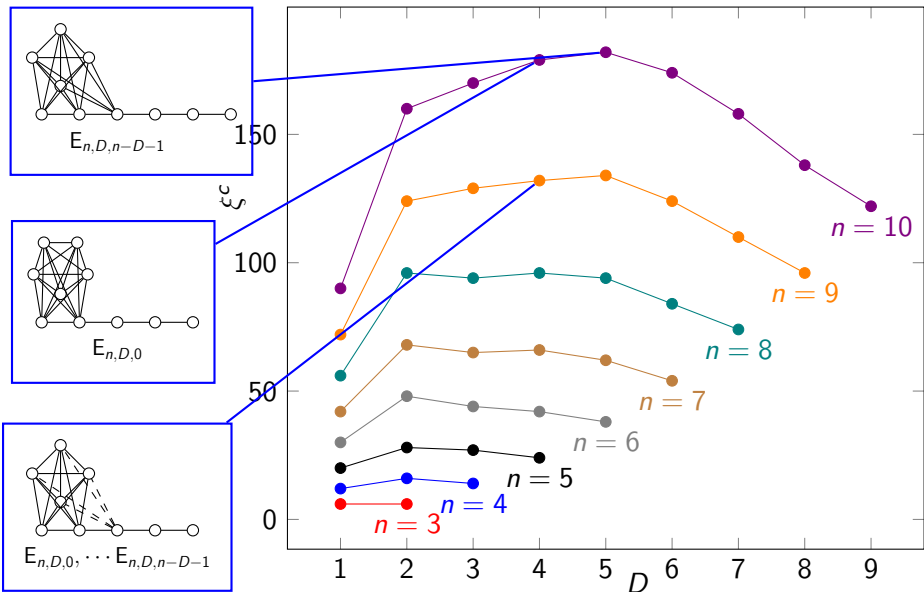 E_{n,D,n−D−1}
E_{n,D,0}
E_{n,D,0}, ··· E_{n,D,n−D−1}
ξ^c
150
100
50
0
n = 10
n = 9
n = 8
n = 7
n = 6
n = 5
n = 4
n = 3
1 2 3 4 5 6 7 8 9
D